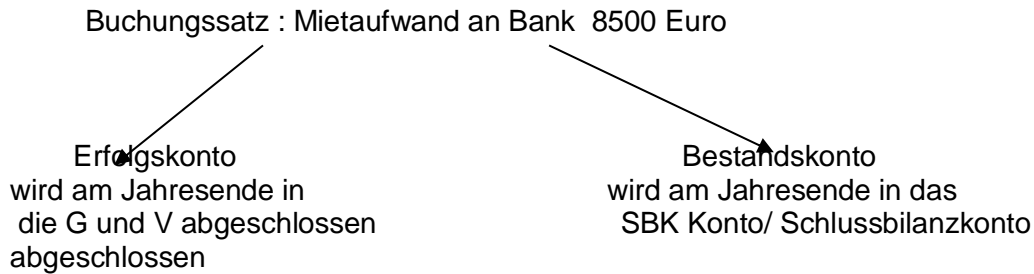 Buchungssatz : Mietaufwand an Bank  8500 Euro
Erfolgskonto
wird am Jahresende in
die G und V abgeschlossen
abgeschlossen
Bestandskonto
wird am Jahresende in das
SBK Konto/ Schlussbilanzkonto